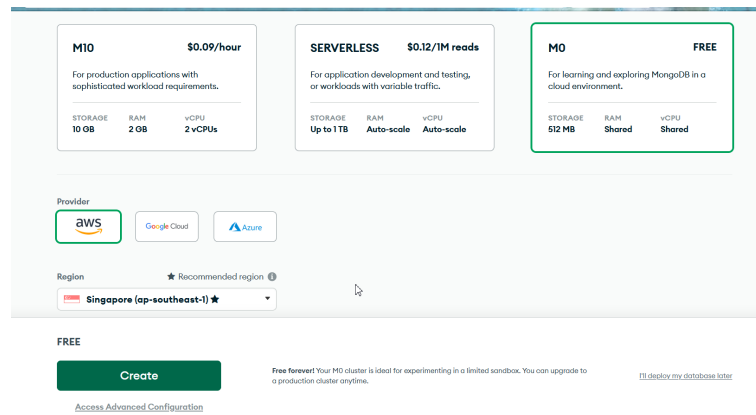 M10 $0.09/hour
For production applications with
sophisticated workload requirements.
STORAGE RAM vCPU
10 GB 2 GB 2 vCPUs
SERVERLESS $0.12/1M reads
For application development and testing,
or workloads with variable traffic.
STORAGE RAM vCPU
Up to 1 TB Auto-scale Auto-scale
M0 FREE
For learning and exploring MongoDB in a
cloud environment.
STORAGE RAM vCPU
512 MB Shared Shared
Provider
aws
Google Cloud
Azure
Region ★ Recommended region
Singapore (ap-southeast-1) ★
FREE
Create
Access Advanced Configuration
Free forever! Your M0 cluster is ideal for experimenting in a limited sandbox. You can upgrade to
a production cluster anytime.
I'll deploy my database later